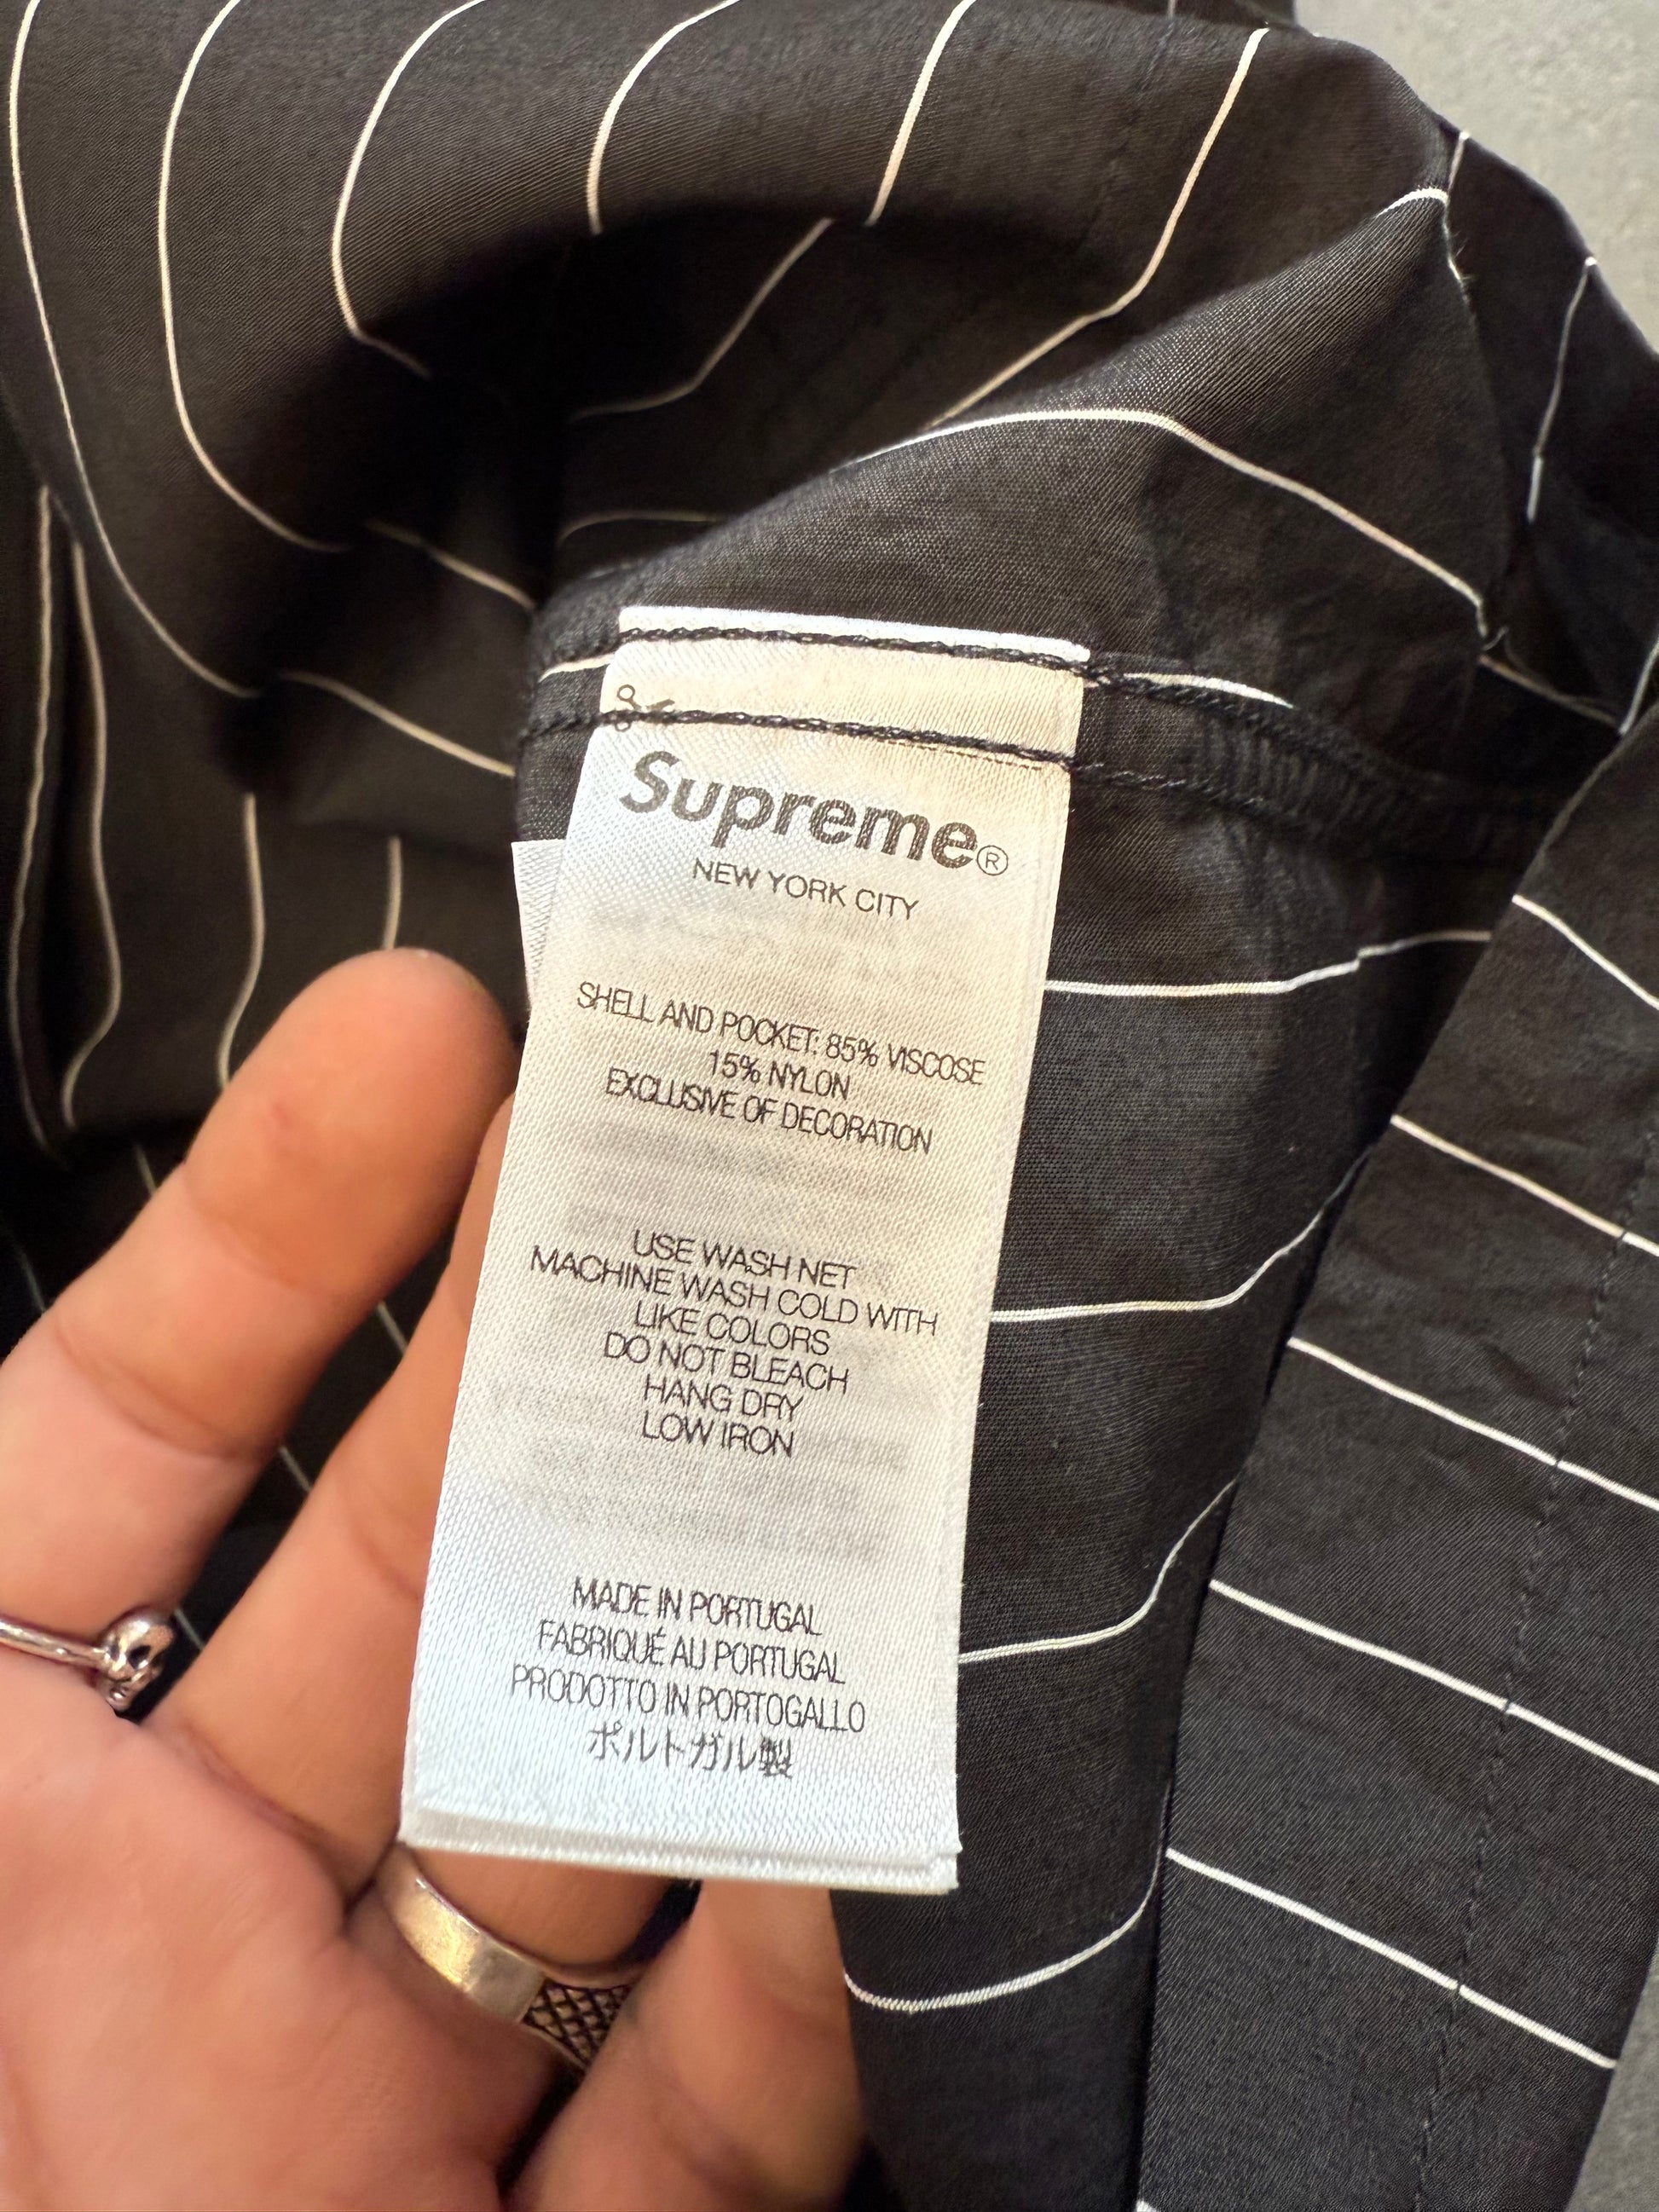 Supreme®
NEW YORK CITY
SHELL AND POCKET: 85% VISCOSE
15% NYLON
EXCLUSIVE OF DECORATION
USE WASH NET
MACHINE WASH COLD WITH
LIKE COLORS
DO NOT BLEACH
HANG DRY
LOW IRON
MADE IN PORTUGAL
FABRIQUÉ AU PORTUGAL
PRODOTTO IN PORTOGALLO
ポルトガル製